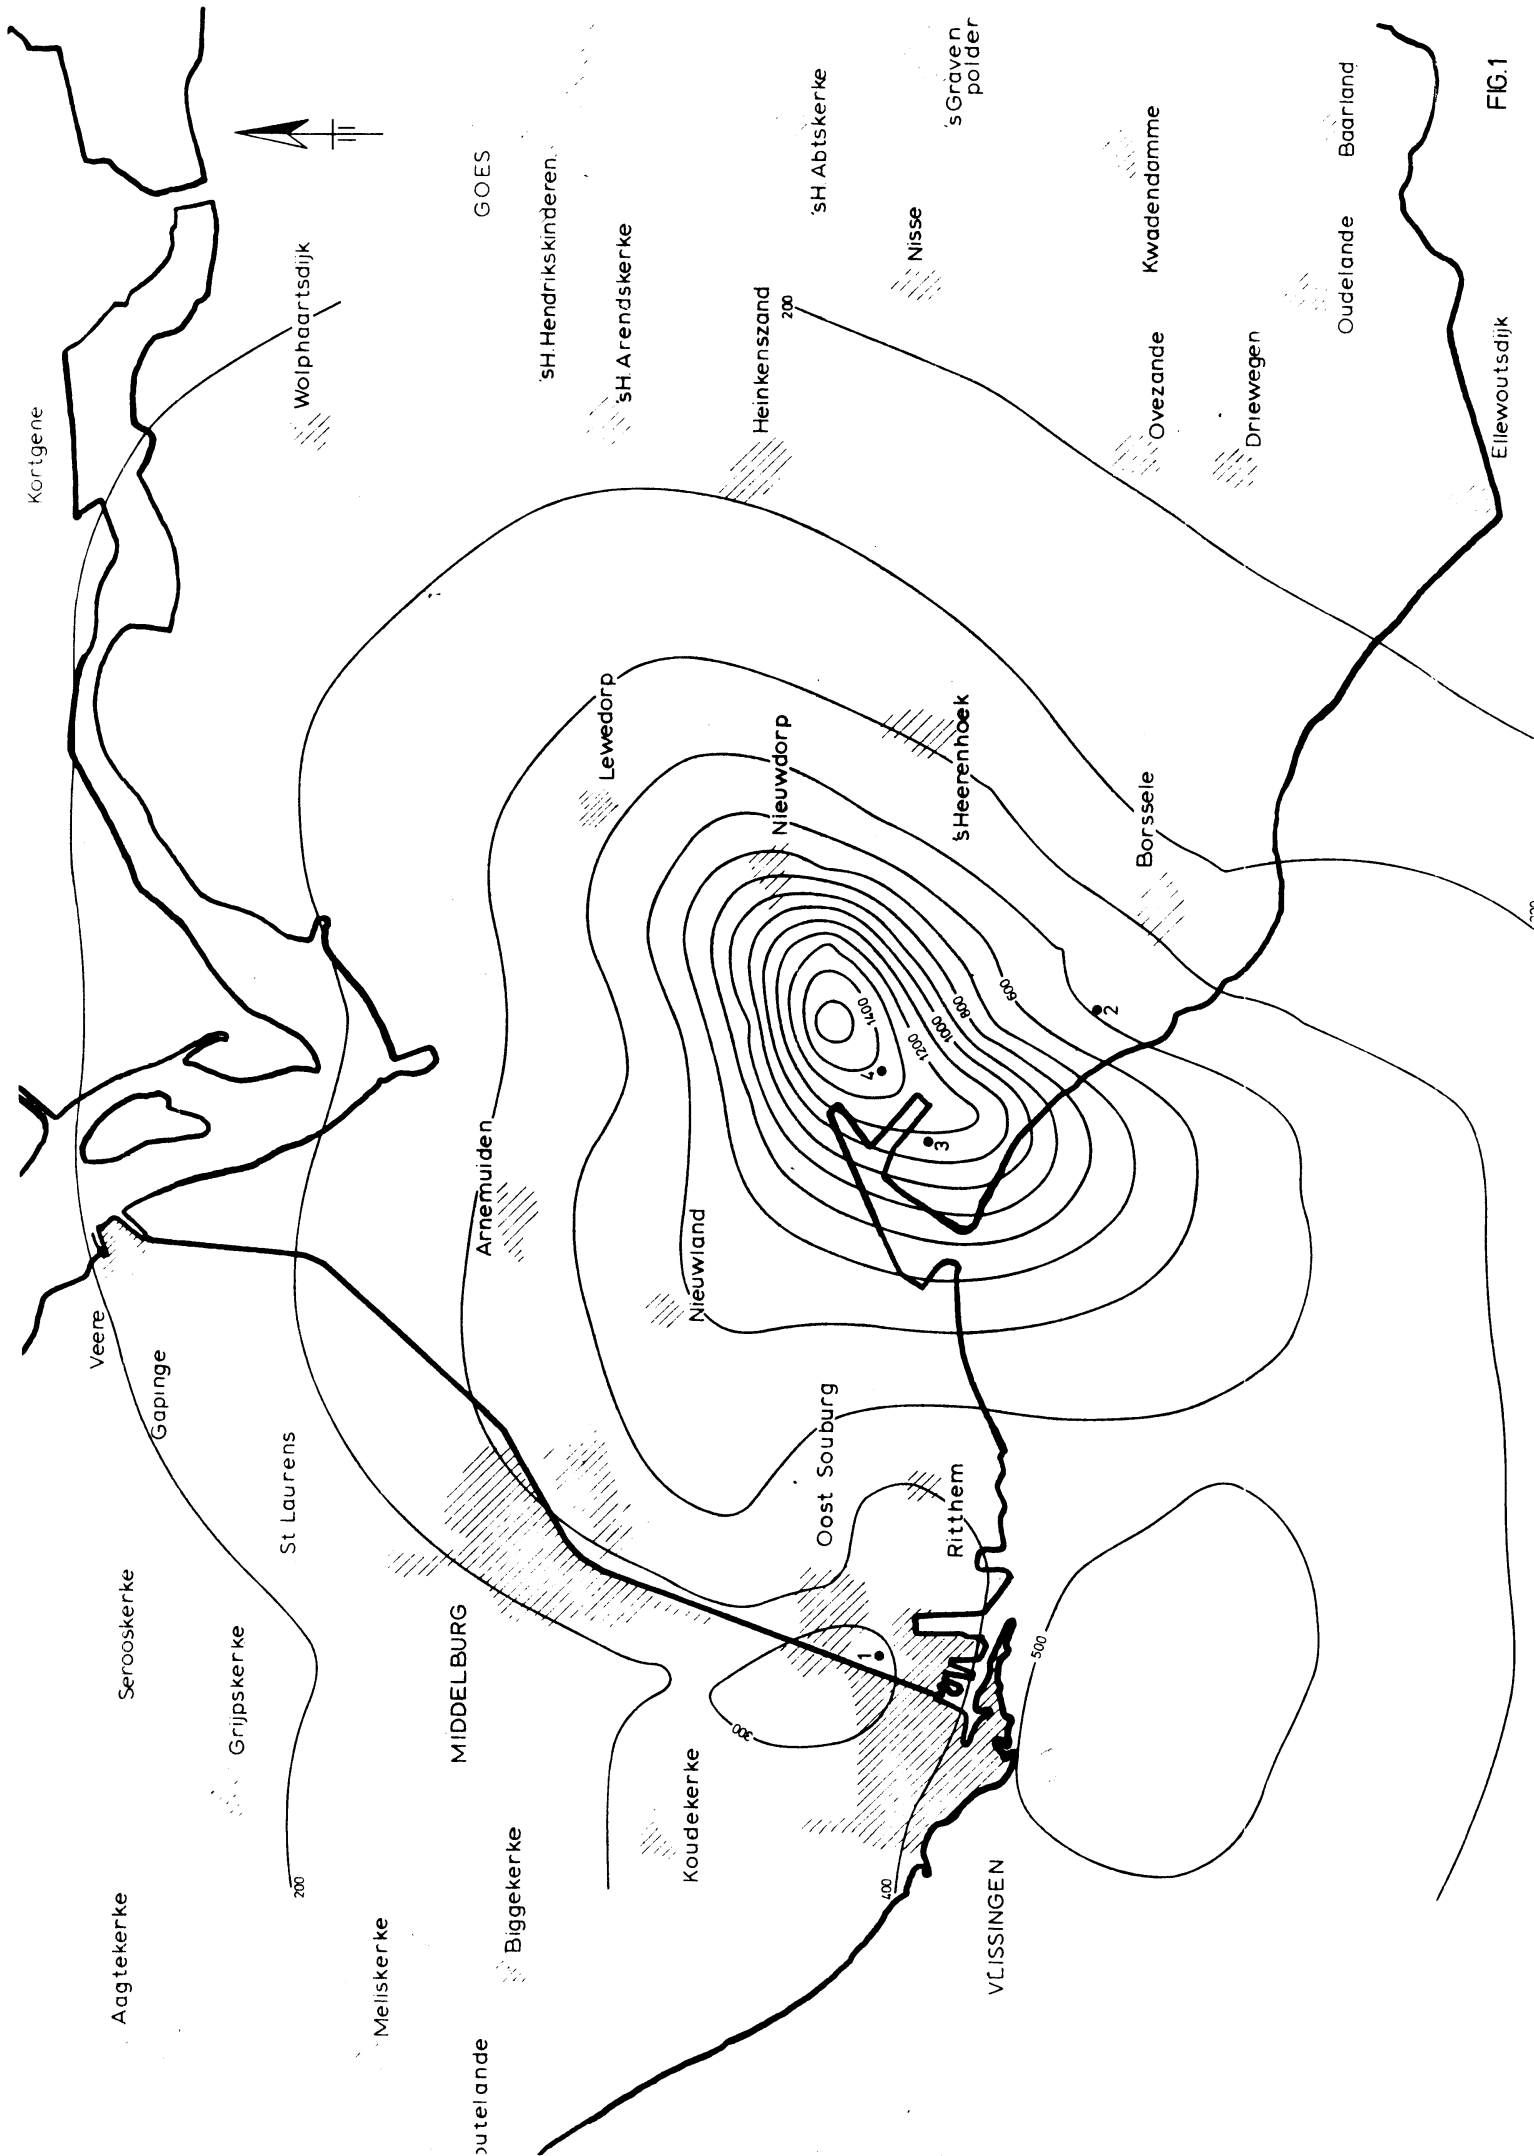 Kortgene
Wolphaartsdijk
GOES
'sH. Hendrikskinderen.
'sH. Arendskerke
Heinkenszand
200
'sH Abtskerke
Nisse
's Graven
polder
Kwadendamme
Ovezande
Driewegen
Oudelande
Baarland
Ellewoutsdijk
FIG.1
Lewedorp
Nieuwdorp
'sHeerenhoek
Borssele
Arnemuiden
Nieuwland
1400
1200
1000
800
600
2
3
Veere
Gapinge
St Laurens
Serooskerke
Grijpskerke
MIDDELBURG
Oost Souburg
Ritthem
1
300
500
Koudekerke
Biggekerke
200
400
VLISSINGEN
Aagtekerke
Meliskerke
outelande